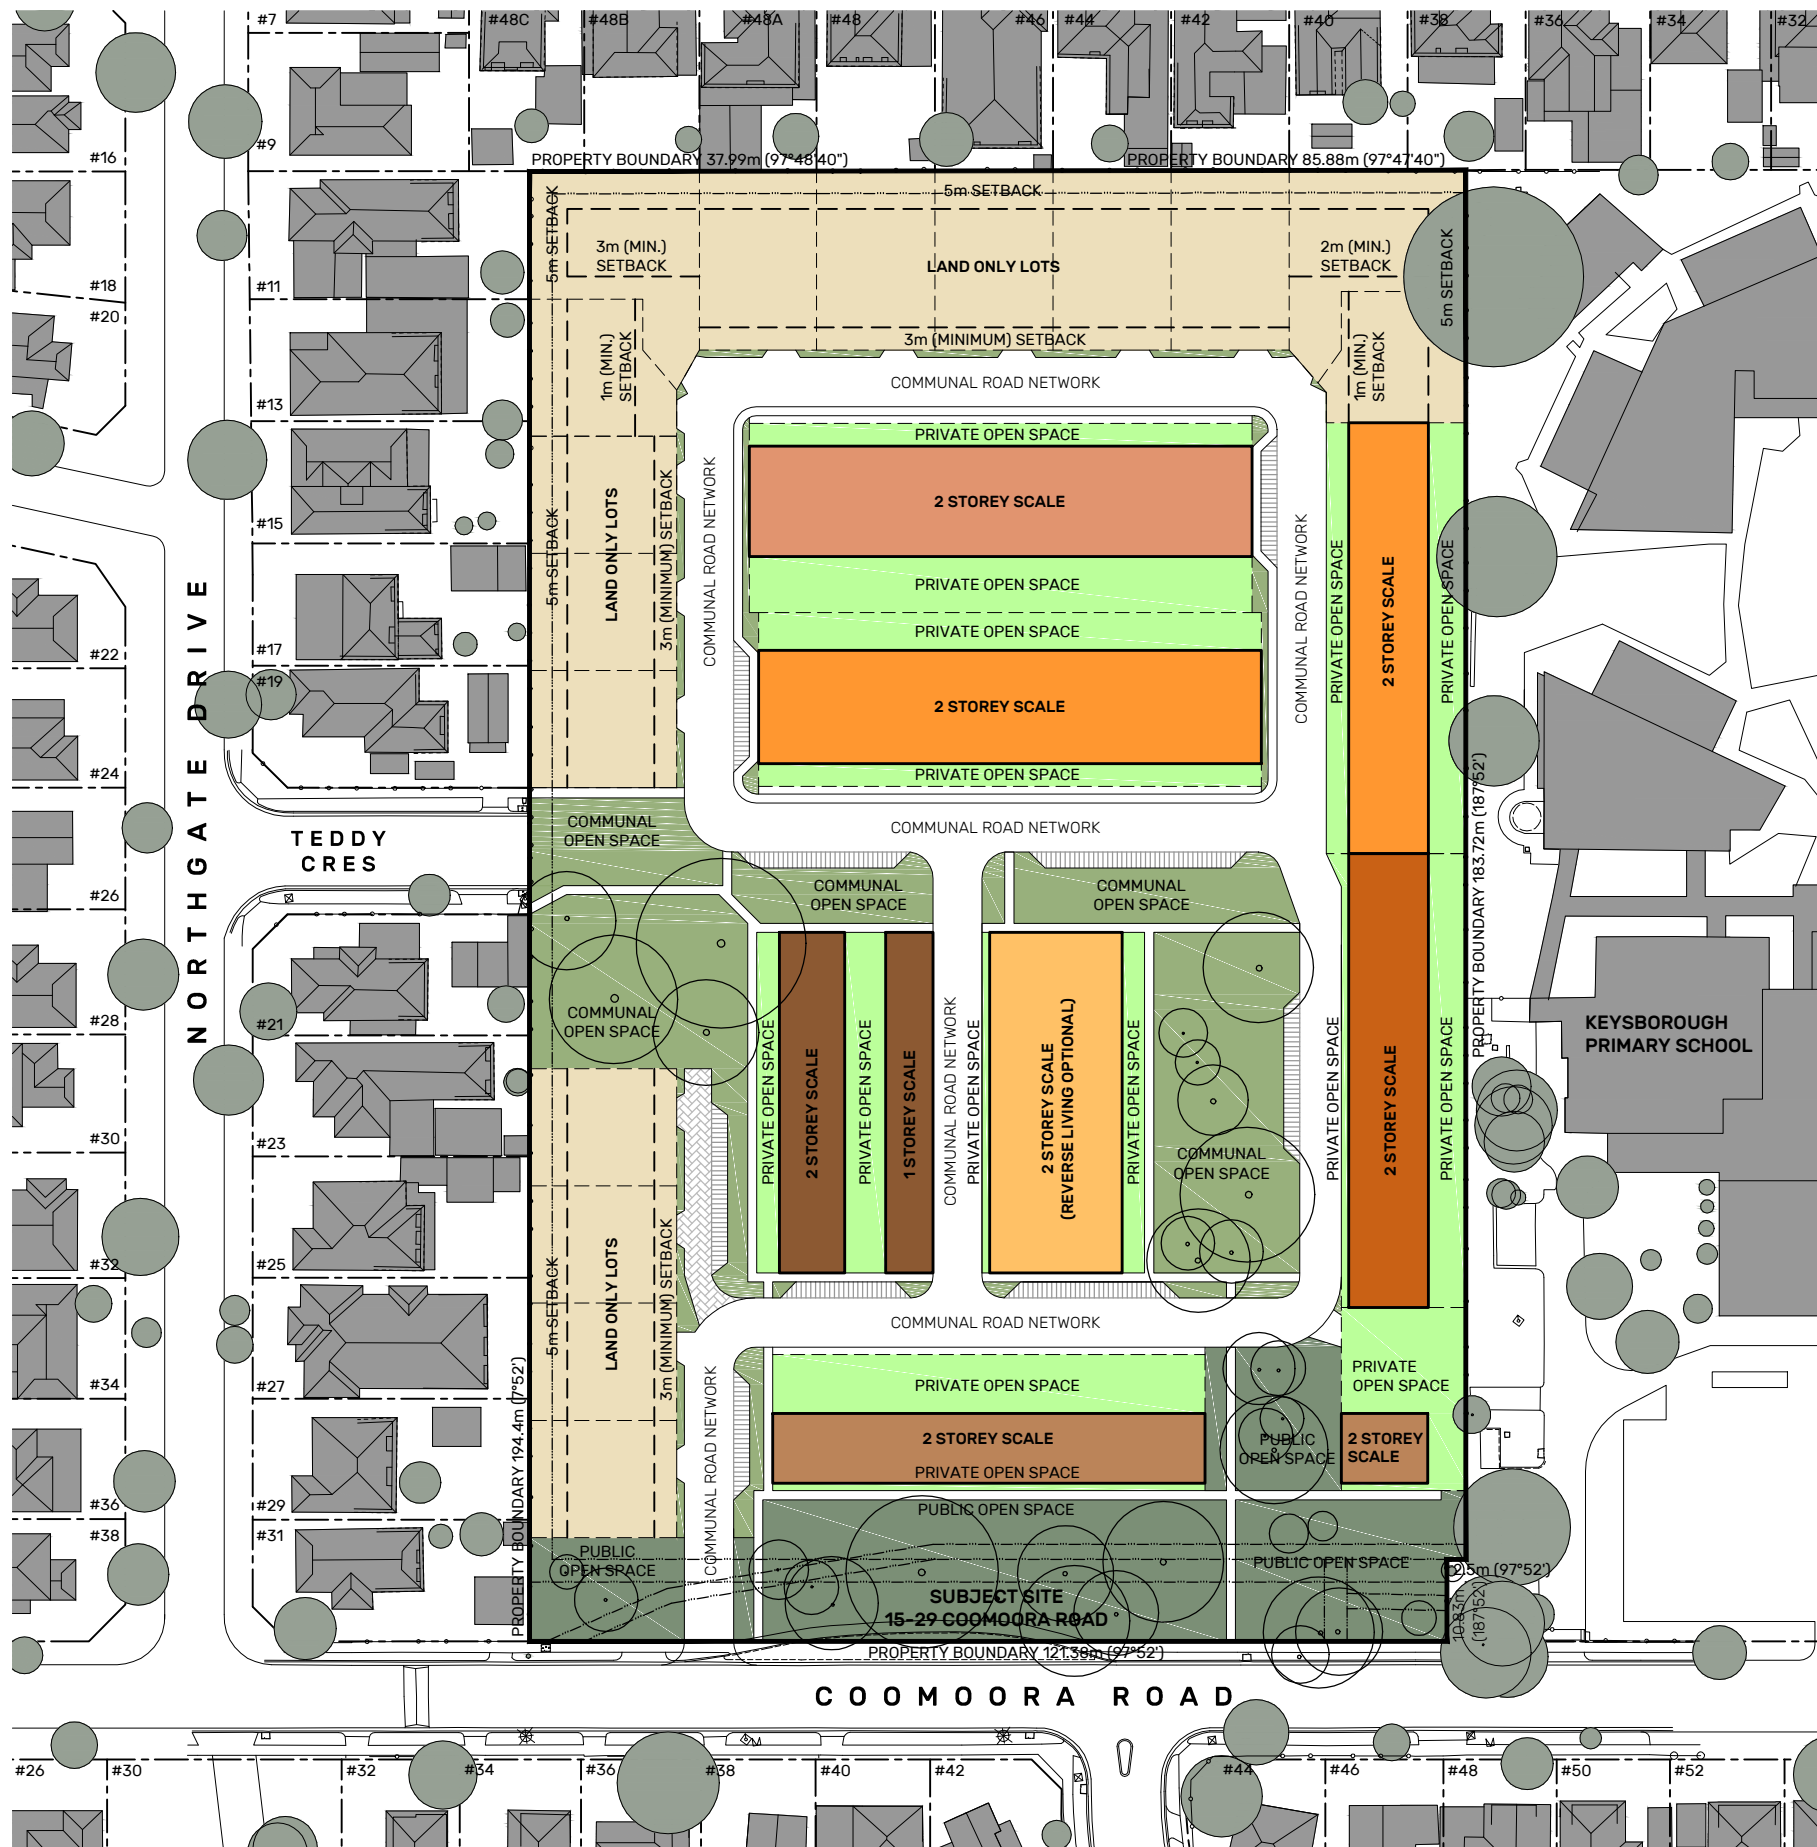 #7
#48C
#48B
#48A
#48
#46
#44
#42
#40
#38
#36
#34
#32
#16
#9
PROPERTY BOUNDARY 37.99m (97°48'40")
PROPERTY BOUNDARY 85.88m (97°47'40")
5m SETBACK
5m SETBACK
3m (MIN.)
SETBACK
LAND ONLY LOTS
2m (MIN.)
SETBACK
5m SETBACK
#18
#11
#20
3m (MINIMUM) SETBACK
1m (MIN.)
SETBACK
1m (MIN.)
SETBACK
COMMUNAL ROAD NETWORK
#13
PRIVATE OPEN SPACE
2 STOREY SCALE
#15
LAND ONLY LOTS
5m SETBACK
3m (MINIMUM) SETBACK
COMMUNAL ROAD NETWORK
PRIVATE OPEN SPACE
PRIVATE OPEN SPACE
COMMUNAL ROAD NETWORK
PRIVATE OPEN SPACE
2 STOREY SCALE
PRIVATE OPEN SPACE
#22
#17
#19
2 STOREY SCALE
PRIVATE OPEN SPACE
#24
NORTHGATE DRIVE
TEDDY
CRES
COMMUNAL
OPEN SPACE
COMMUNAL ROAD NETWORK
PROPERTY BOUNDARY 183.72m (187°52')
#26
COMMUNAL
OPEN SPACE
COMMUNAL
OPEN SPACE
#28
#21
COMMUNAL
OPEN SPACE
KEYSBOROUGH
PRIMARY SCHOOL
PRIVATE OPEN SPACE
2 STOREY SCALE
PRIVATE OPEN SPACE
1 STOREY SCALE
COMMUNAL ROAD NETWORK
PRIVATE OPEN SPACE
2 STOREY SCALE
(REVERSE LIVING OPTIONAL)
PRIVATE OPEN SPACE
COMMUNAL
OPEN SPACE
PRIVATE OPEN SPACE
2 STOREY SCALE
PRIVATE OPEN SPACE
#30
#23
#32
#25
5m SETBACK
LAND ONLY LOTS
3m (MINIMUM) SETBACK
COMMUNAL ROAD NETWORK
#34
#27
PRIVATE OPEN SPACE
PRIVATE
OPEN SPACE
2 STOREY SCALE
PRIVATE OPEN SPACE
PUBLIC
OPEN SPACE
2 STOREY
SCALE
COMMUNAL ROAD NETWORK
PROPERTY BOUNDARY 194.4m (7°52')
#36
#29
#38
#31
PUBLIC OPEN SPACE
PUBLIC
OPEN SPACE
PUBLIC OPEN SPACE
2.5m (97°52')
10.83m
(187°52')
SUBJECT SITE
15-29 COOMOORA ROAD
PROPERTY BOUNDARY 121.38m (97°52')
COOMOORA ROAD
#26
#30
#32
#34
#36
#38
#40
#42
#44
#46
#48
#50
#52